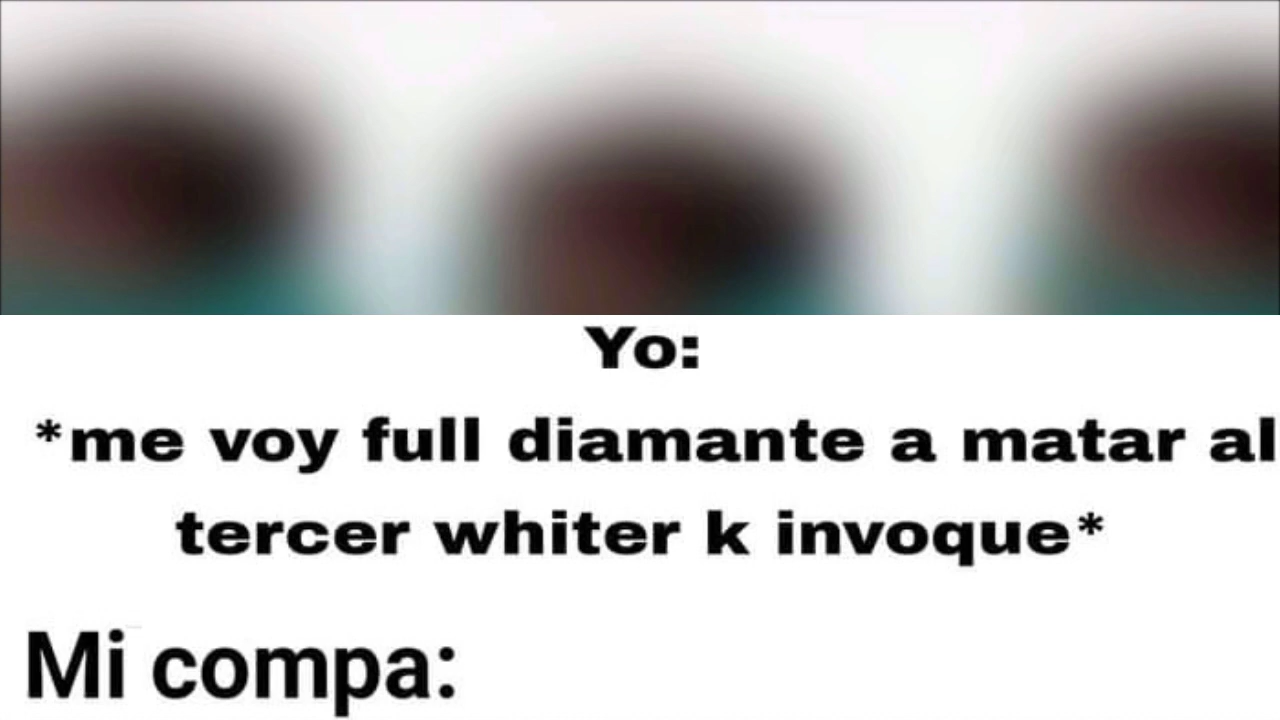 Yo:
*me voy full diamante a matar al
tercer whiter k invoque*
Mi compa: